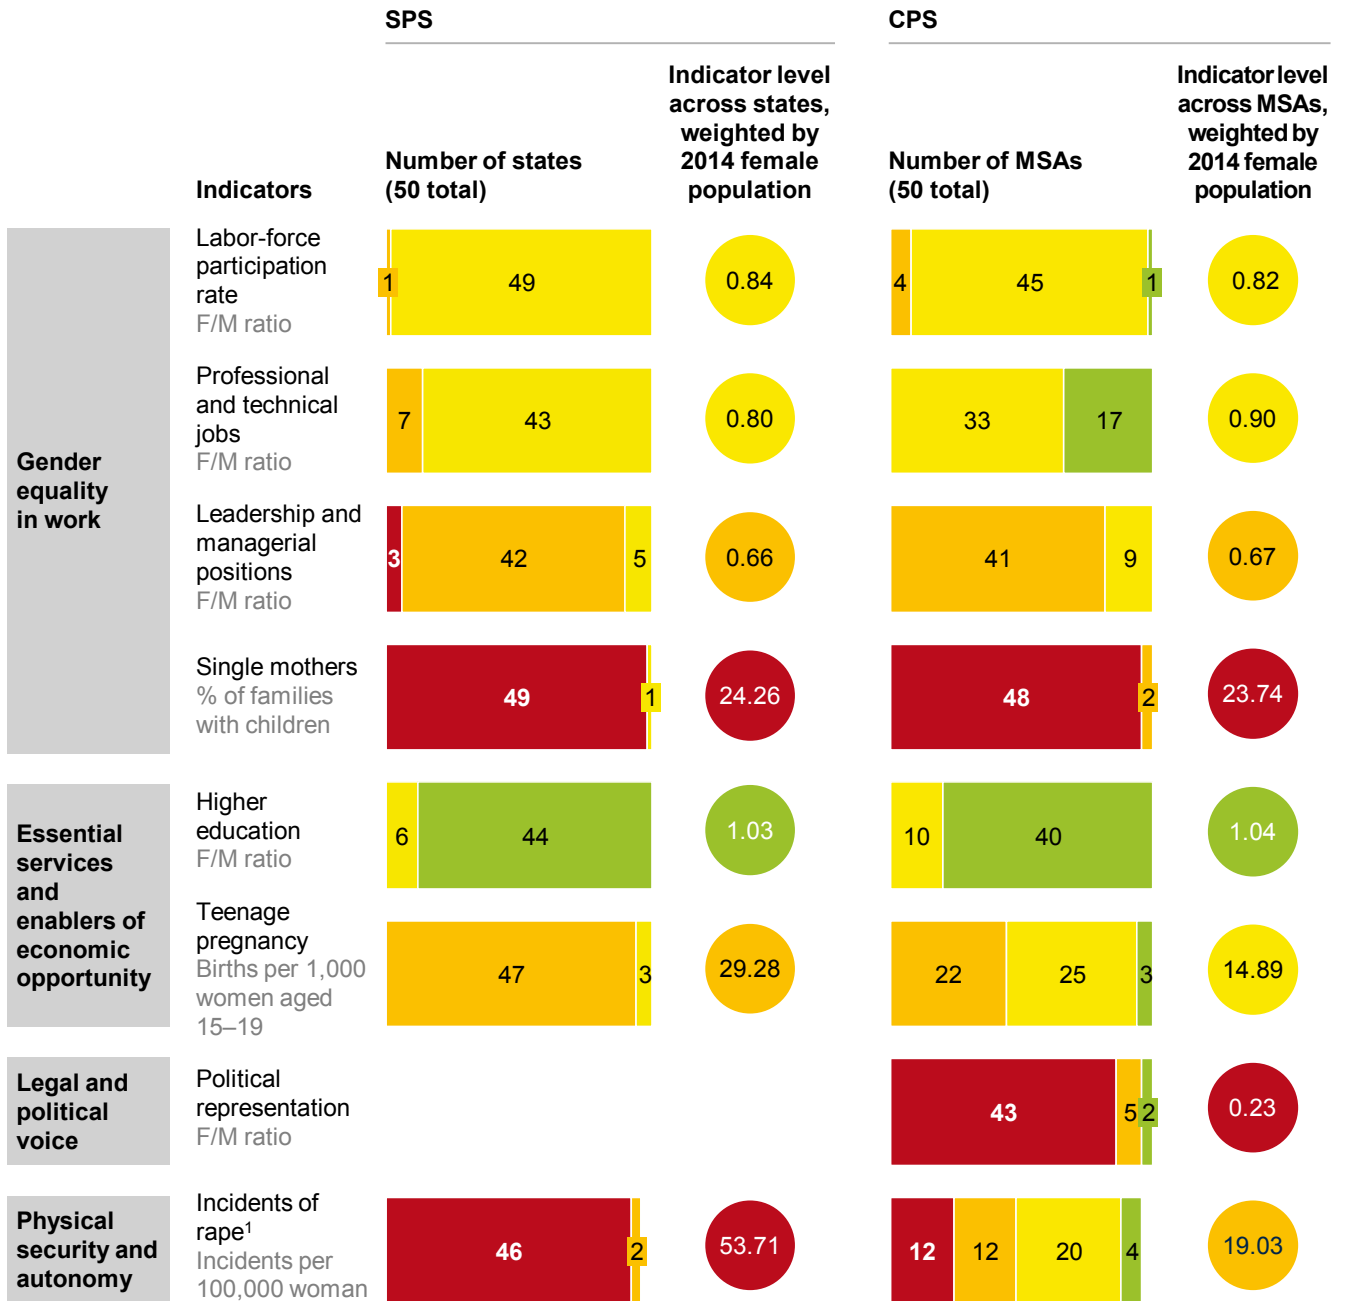 SPS
CPS
Indicators
Number of states
(50 total)
Indicator level
across states,
weighted by
2014 female
population
Number of MSAs
(50 total)
Indicator level
across MSAs,
weighted by
2014 female
population
Gender
equality
in work
Labor-force
participation
rate
F/M ratio
1
49
0.84
4
45
1
0.82
Professional
and technical
jobs
F/M ratio
7
43
0.80
33
17
0.90
Leadership and
managerial
positions
F/M ratio
3
42
5
0.66
41
9
0.67
Single mothers
% of families
with children
49
1
24.26
48
2
23.74
Essential
services
and
enablers of
economic
opportunity
Higher
education
F/M ratio
6
44
1.03
10
40
1.04
Teenage
pregnancy
Births per 1,000
women aged
15–19
47
3
29.28
22
25
3
14.89
Legal and
political
voice
Political
representation
F/M ratio
43
5
2
0.23
Physical
security and
autonomy
Incidents of
rape¹
Incidents per
100,000 woman
46
2
53.71
12
12
20
4
19.03